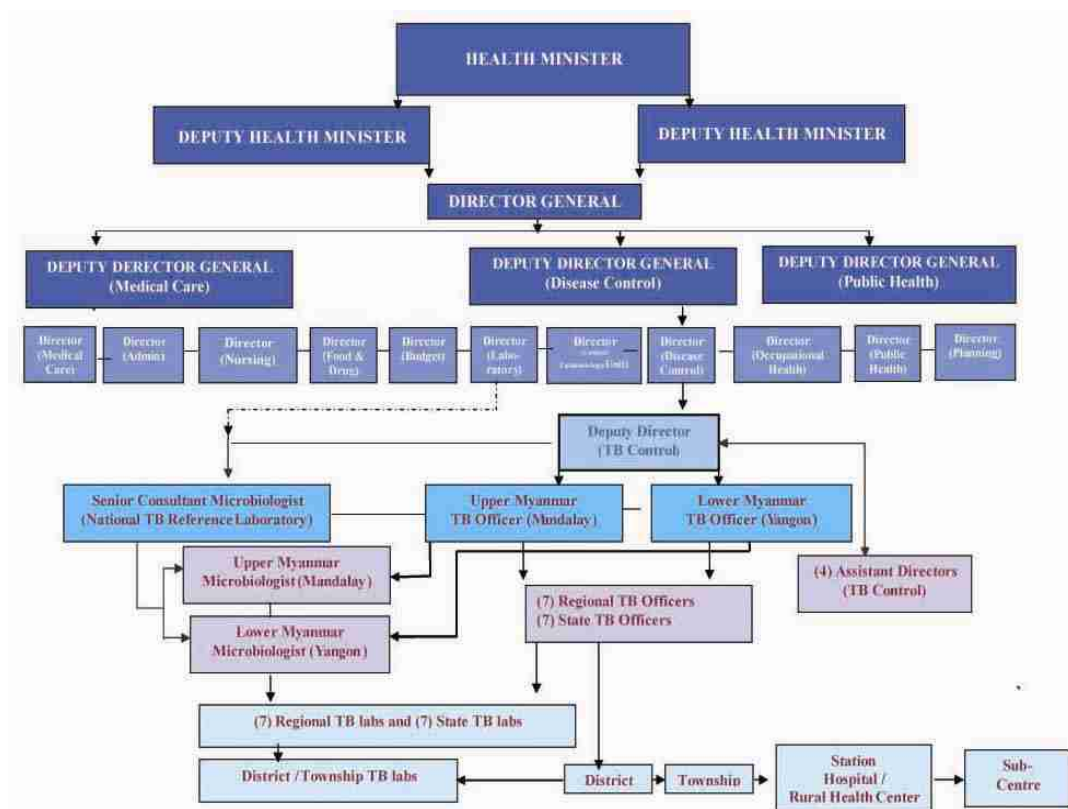 HEALTH MINISTER
DEPUTY HEALTH MINISTER
DEPUTY HEALTH MINISTER
DIRECTOR GENERAL
DEPUTY DERECTOR GENERAL
(Medical Care)
DEPUTY DIRECTOR GENERAL
(Disease Control)
DEPUTY DIRECTOR GENERAL
(Public Health)
Director
(Medical
Care)
Director
(Admin)
Director
(Nursing)
Director
(Food &
Drug)
Director
(Budget)
Director
(Labo-
ratory)
Director
Director
(Disease
Control)
Director
(Occupational
Health)
Director
(Public
Health)
Director
(Planning)
Deputy Director
(TB Control)
Senior Consultant Microbiologist
(National TB Reference Laboratory)
Upper Myanmar
TB Officer (Mandalay)
Lower Myanmar
TB Officer (Yangon)
Upper Myanmar
Microbiologist (Mandalay)
(4) Assistant Directors
(TB Control)
(7) Regional TB Officers
(7) State TB Officers
Lower Myanmar
Microbiologist (Yangon)
(7) Regional TB labs and (7) State TB labs
District / Township TB labs
District
Township
Station
Hospital /
Rural Health Center
Sub-
Centre